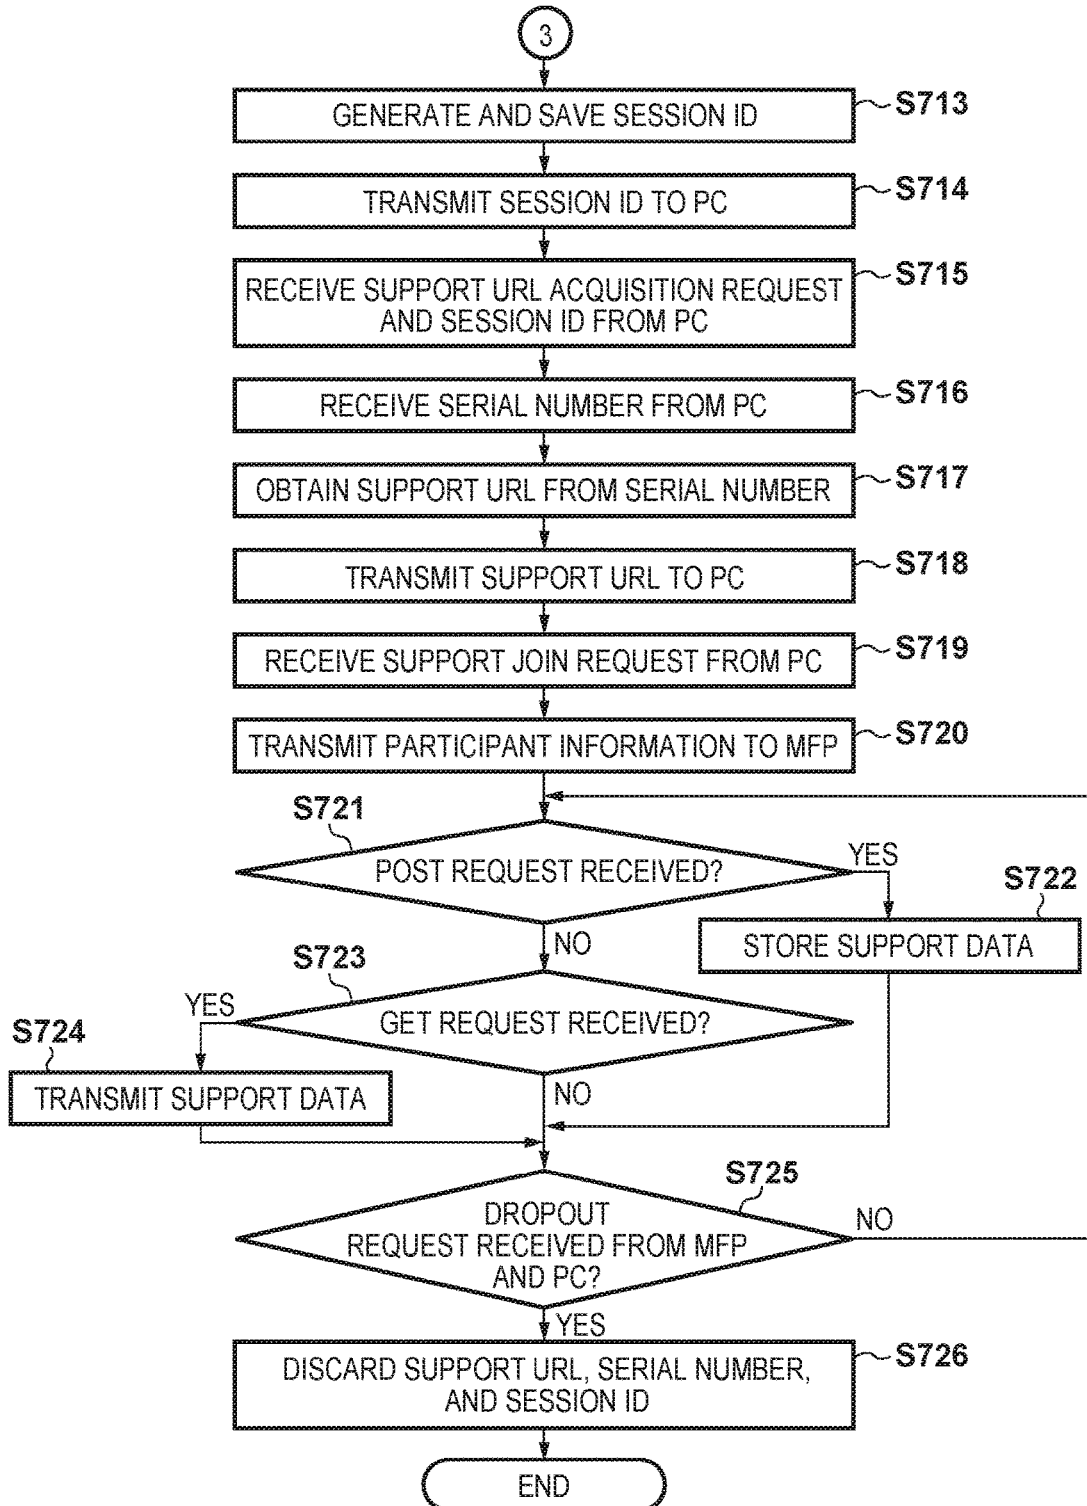 3
GENERATE AND SAVE SESSION ID
S713
TRANSMIT SESSION ID TO PC
S714
RECEIVE SUPPORT URL ACQUISITION REQUEST
AND SESSION ID FROM PC
S715
RECEIVE SERIAL NUMBER FROM PC
S716
OBTAIN SUPPORT URL FROM SERIAL NUMBER
S717
TRANSMIT SUPPORT URL TO PC
S718
RECEIVE SUPPORT JOIN REQUEST FROM PC
S719
TRANSMIT PARTICIPANT INFORMATION TO MFP
S720
S721
POST REQUEST RECEIVED?
YES
S722
STORE SUPPORT DATA
NO
S723
GET REQUEST RECEIVED?
YES
S724
TRANSMIT SUPPORT DATA
NO
S725
DROPOUT
REQUEST RECEIVED FROM MFP
AND PC?
NO
YES
DISCARD SUPPORT URL, SERIAL NUMBER,
AND SESSION ID
S726
END